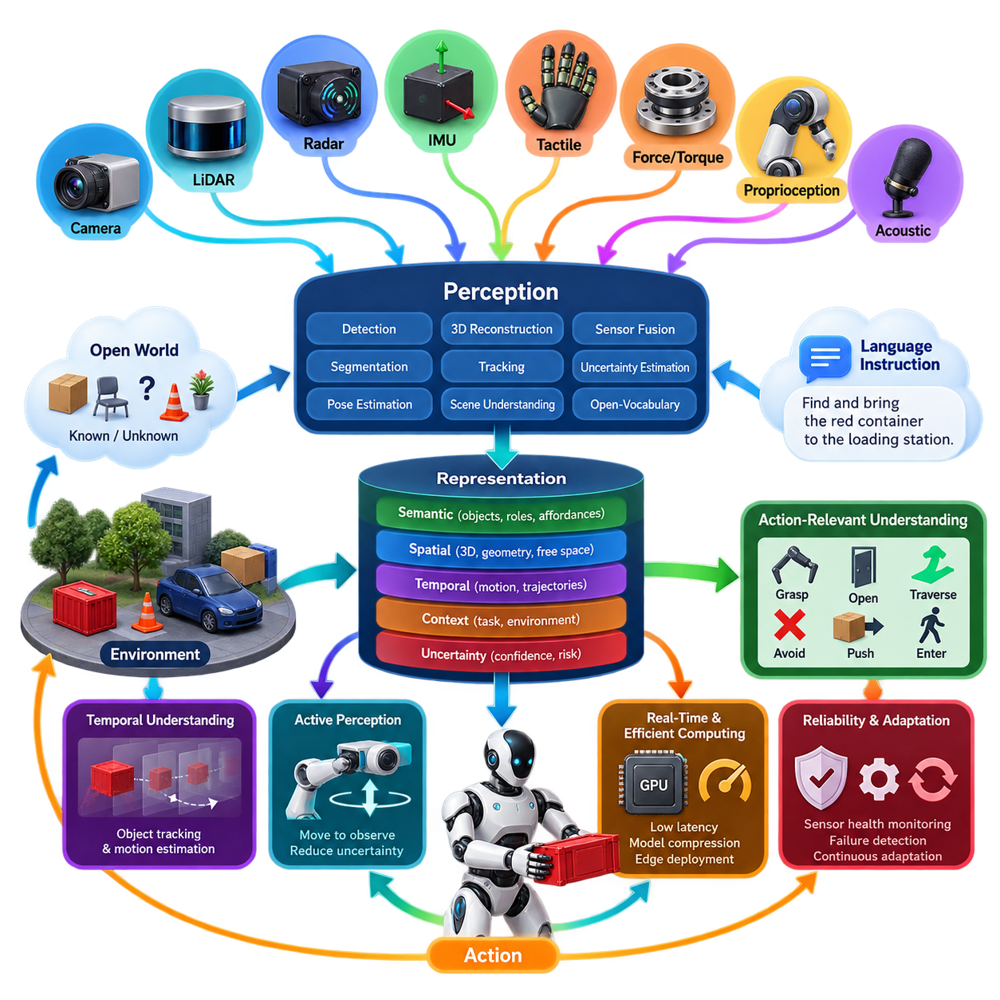 Camera
LiDAR
Radar
IMU
Tactile
Force/Torque
Proprioception
Acoustic
Perception
Detection
3D Reconstruction
Sensor Fusion
Segmentation
Tracking
Uncertainty Estimation
Pose Estimation
Scene Understanding
Open-Vocabulary
Open World
?
Known / Unknown
Language
Instruction
Find and bring
the red container
to the loading station.
Representation
Semantic (objects, roles, affordances)
Spatial (3D, geometry, free space)
Temporal (motion, trajectories)
Context (task, environment)
Uncertainty (confidence, risk)
Environment
Action-Relevant Understanding
Grasp
Open
Traverse
Avoid
Push
Enter
Temporal Understanding
Object tracking
& motion estimation
Active Perception
Move to observe
Reduce uncertainty
Real-Time &
Efficient Computing
GPU
Low latency
Model compression
Edge deployment
Reliability & Adaptation
Sensor health monitoring
Failure detection
Continuous adaptation
Action